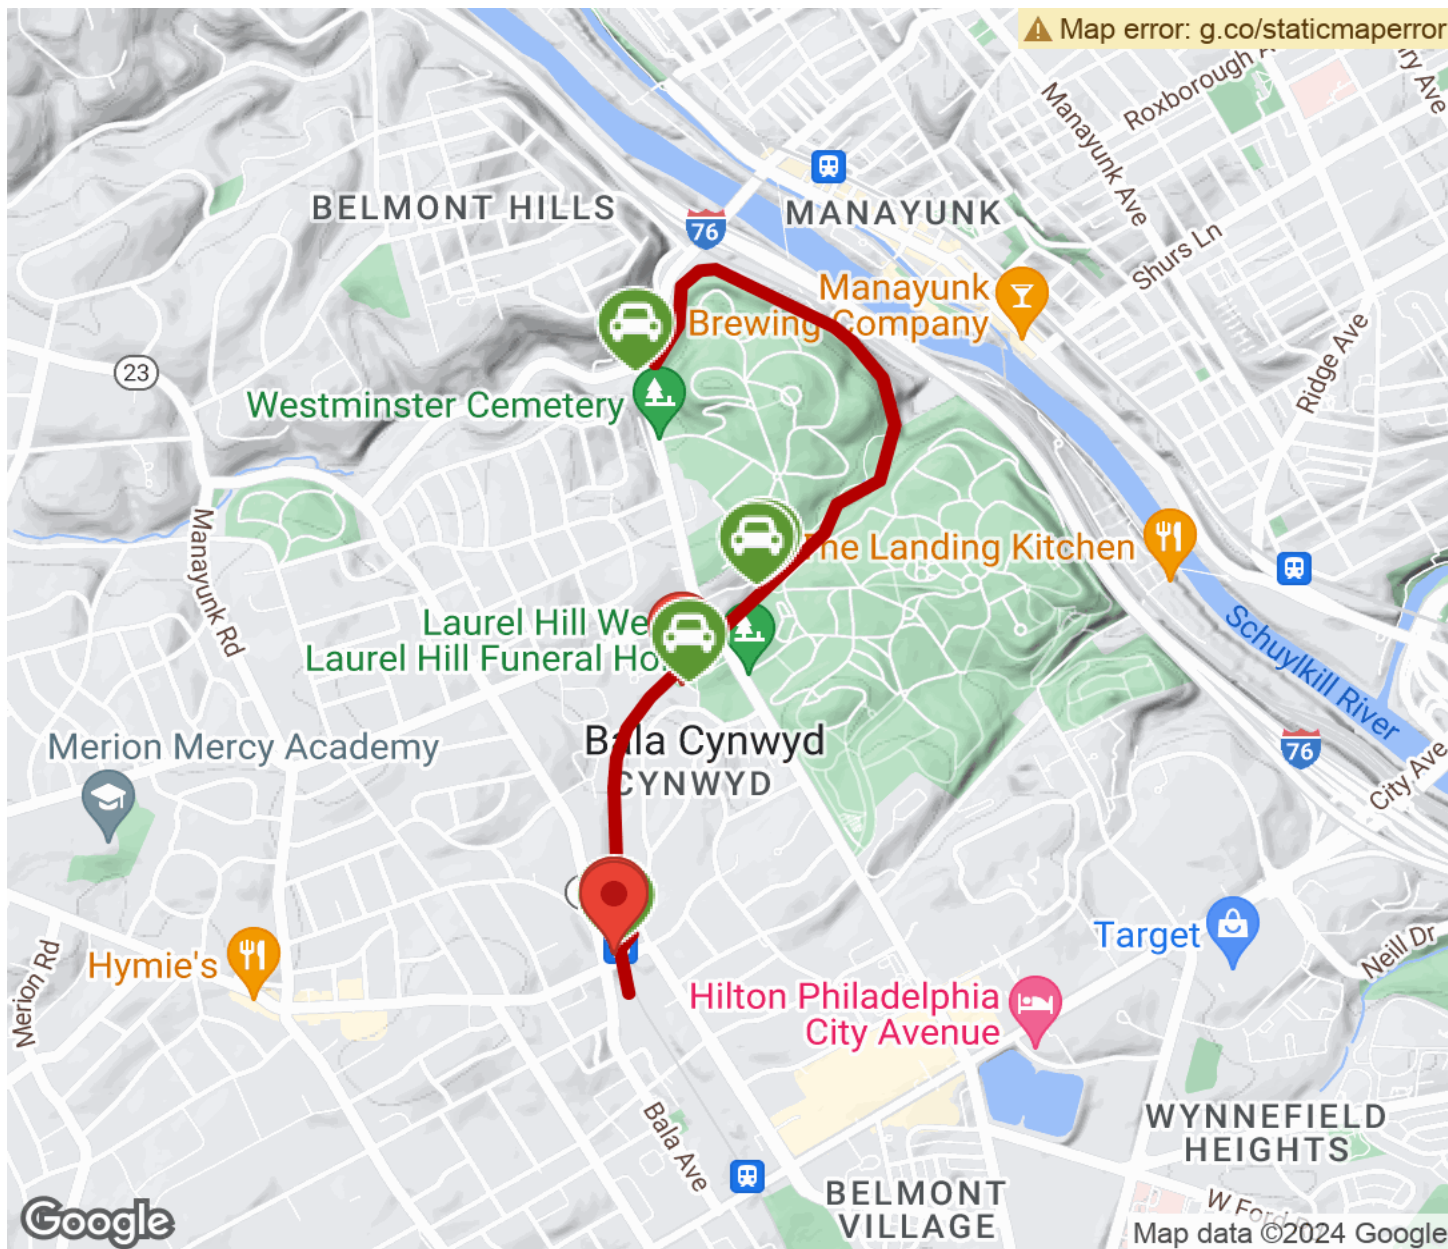 Map error: g.co/staticmaperror
Roxborough
Manayunk Ave
BELMONT HILLS
76
MANAYUNK
Shurs Ln
Manayunk
Brewing Company
Ridge Ave
23
Westminster Cemetery
The Landing Kitchen
Manayunk Rd
Laurel Hill
Laurel Hill Funeral
Schuylkill River
Bala Cynwyd
CYNWYD
Merion Mercy Academy
76
City Ave
Target
Neill Dr
Hymie's
Merion Rd
Hilton Philadelphia
City Avenue
Bala Ave
WYNNEFIELD
HEIGHTS
BELMONT
VILLAGE
W Ford
Google
Map data ©2024 Google